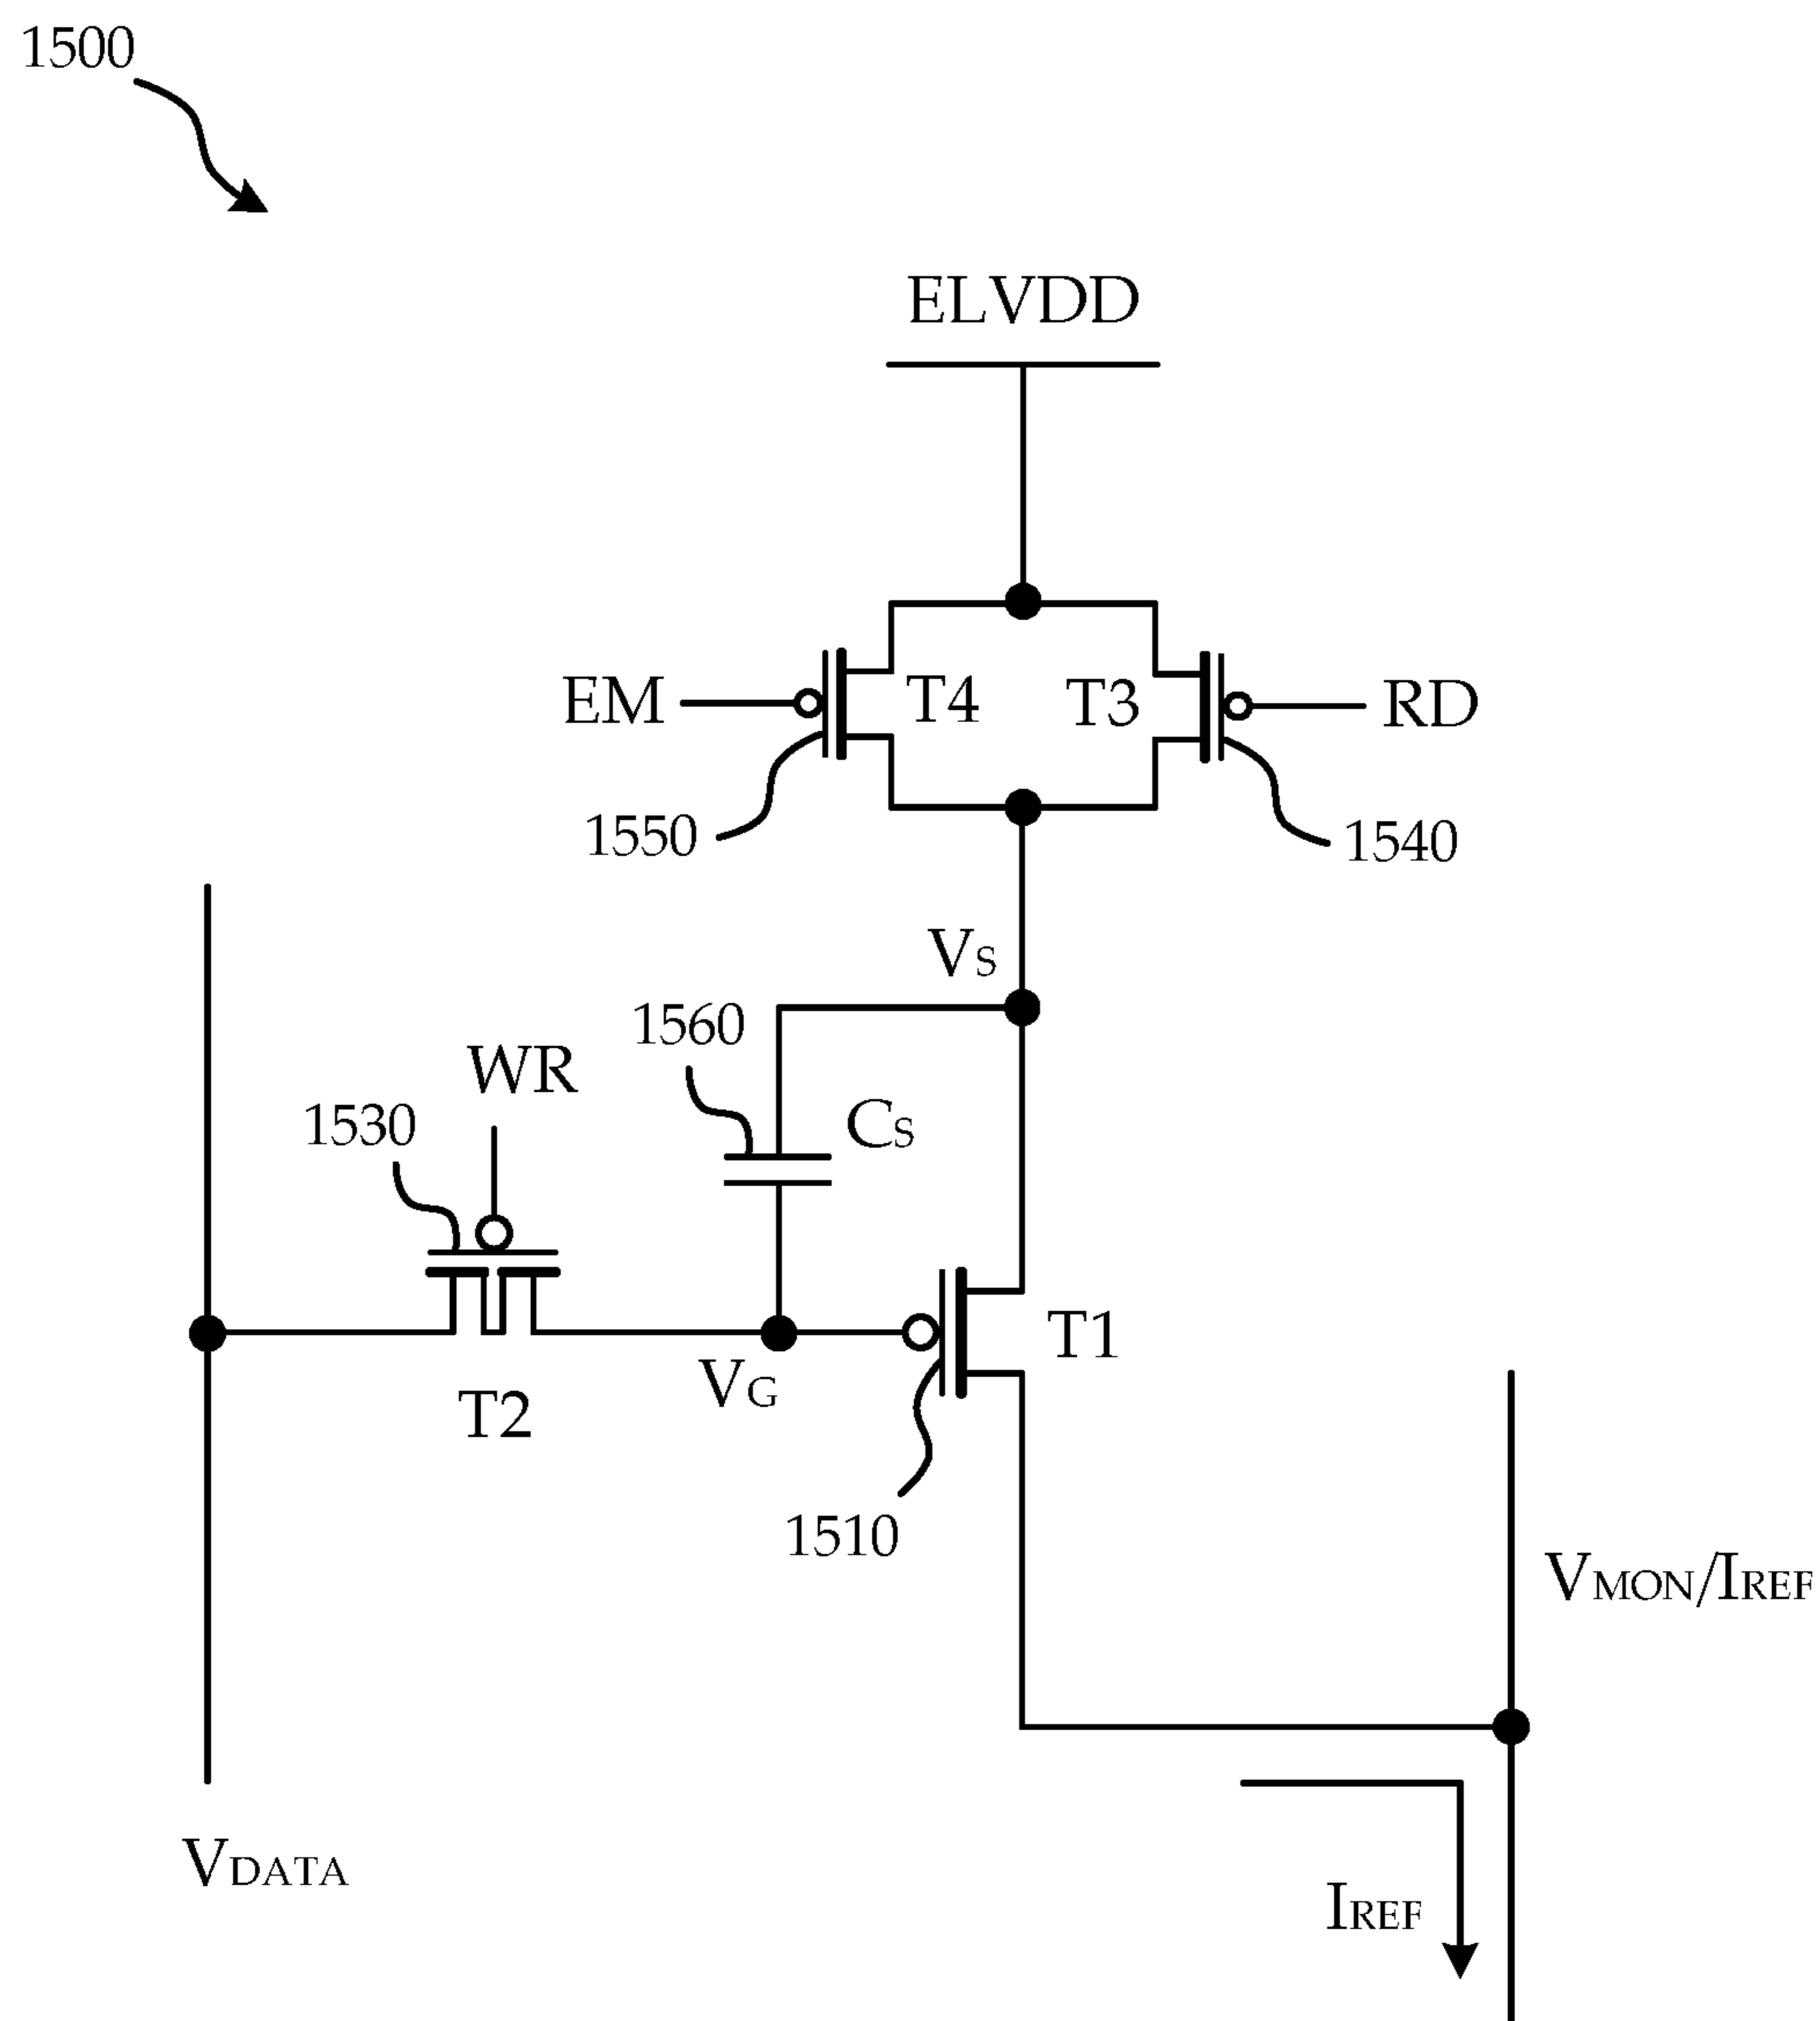 1500
ELVDD
EM
T4
T3
RD
1550
1540
VS
1560
WR
CS
1530
T1
VG
T2
1510
VMON/IREF
VDATA
IREF